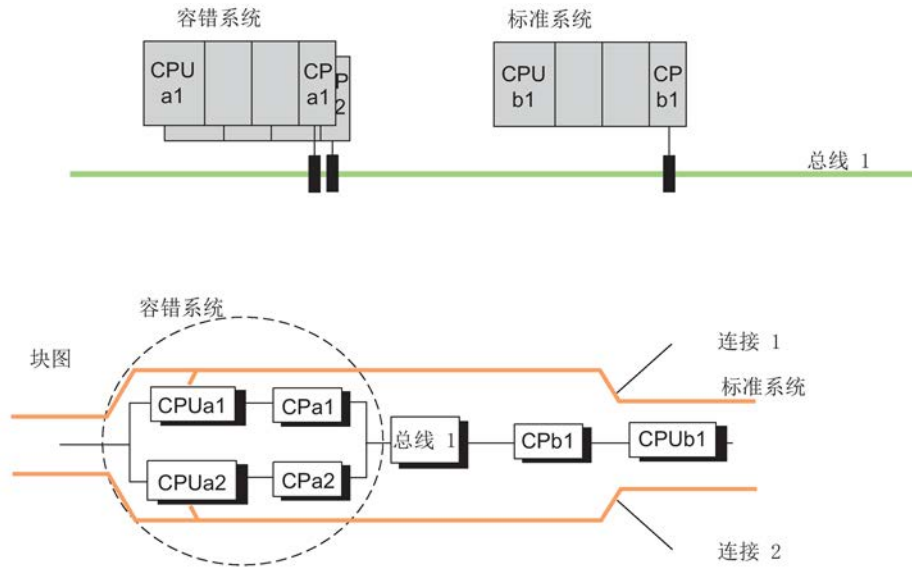 容错系统
标准系统
CPU
a1
CP
a1
P
2
CPU
b1
CP
b1
总线 1
容错系统
块图
连接 1
标准系统
CPUa1
CPa1
总线 1
CPb1
CPUb1
CPUa2
CPa2
连接 2